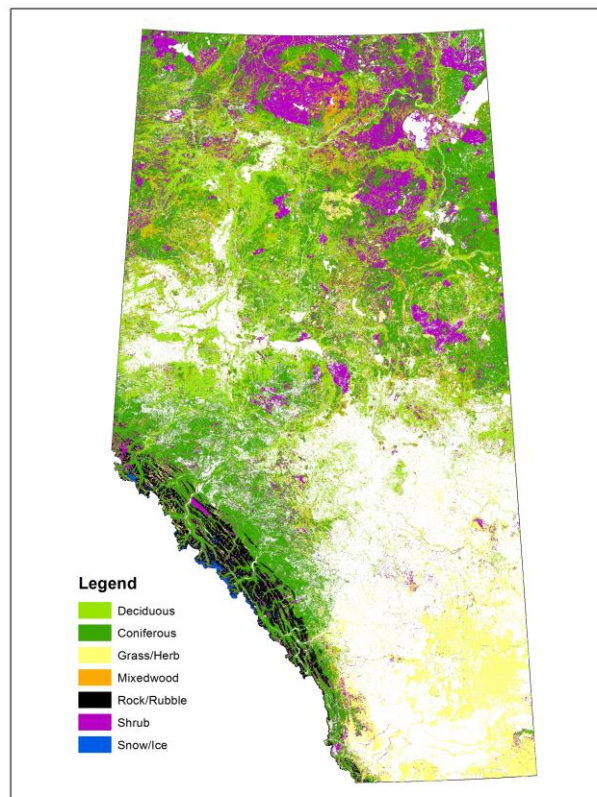 Legend
Deciduous
Coniferous
Grass/Herb
Mixedwood
Rock/Rubble
Shrub
Snow/Ice